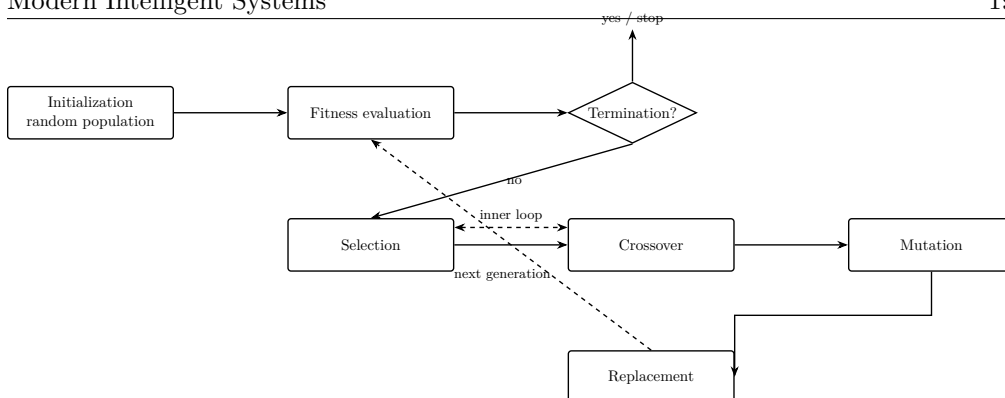 Modern Intelligent Systems
yes / stop
Initialization
random population
Fitness evaluation
Termination?
no
inner loop
Selection
Crossover
Mutation
next generation
Replacement